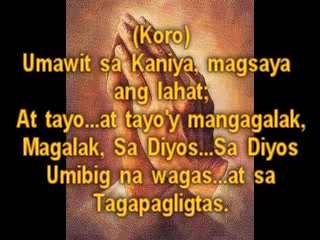 (Koro)
Umawit sa Kaniya, magsaya
ang lahat;
At tayo...at tayo'y mangagalak,
Magalak, Sa Diyos...Sa Diyos
Umibig na wagas...at sa
Tagapagligtas.